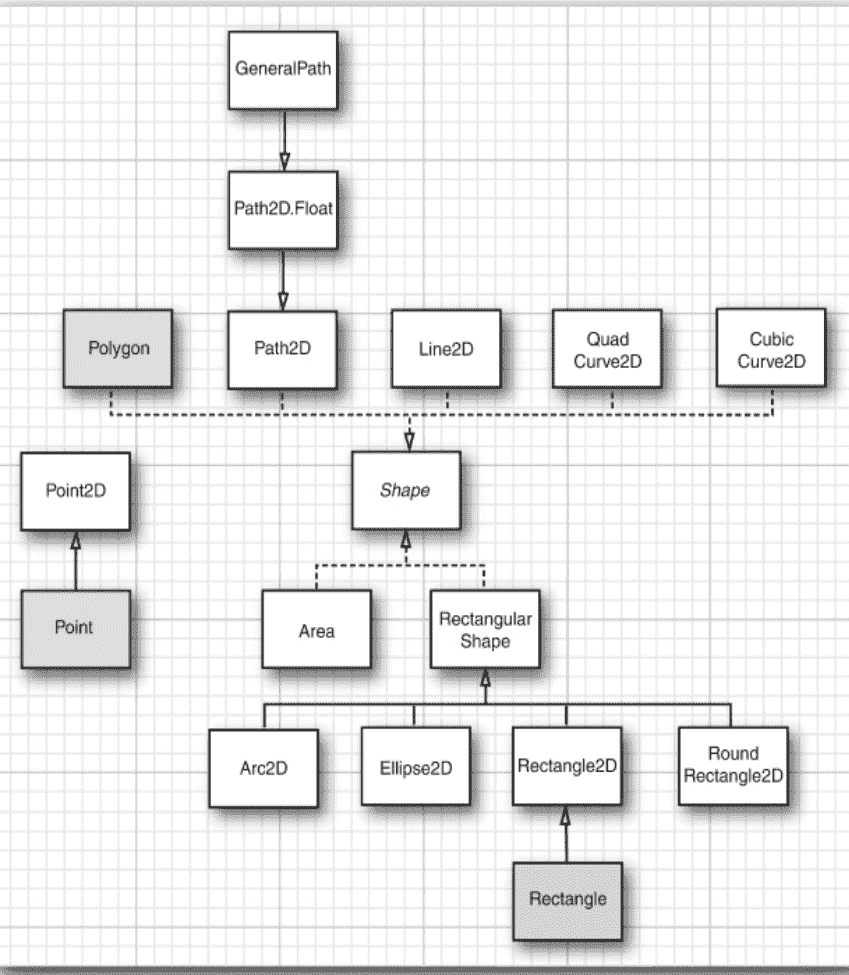 GeneralPath
Path2D.Float
Polygon
Path2D
Line2D
Quad
Curve2D
Cubic
Curve2D
Point2D
Shape
Point
Area
Rectangular
Shape
Arc2D
Ellipse2D
Rectangle2D
Round
Rectangle2D
Rectangle